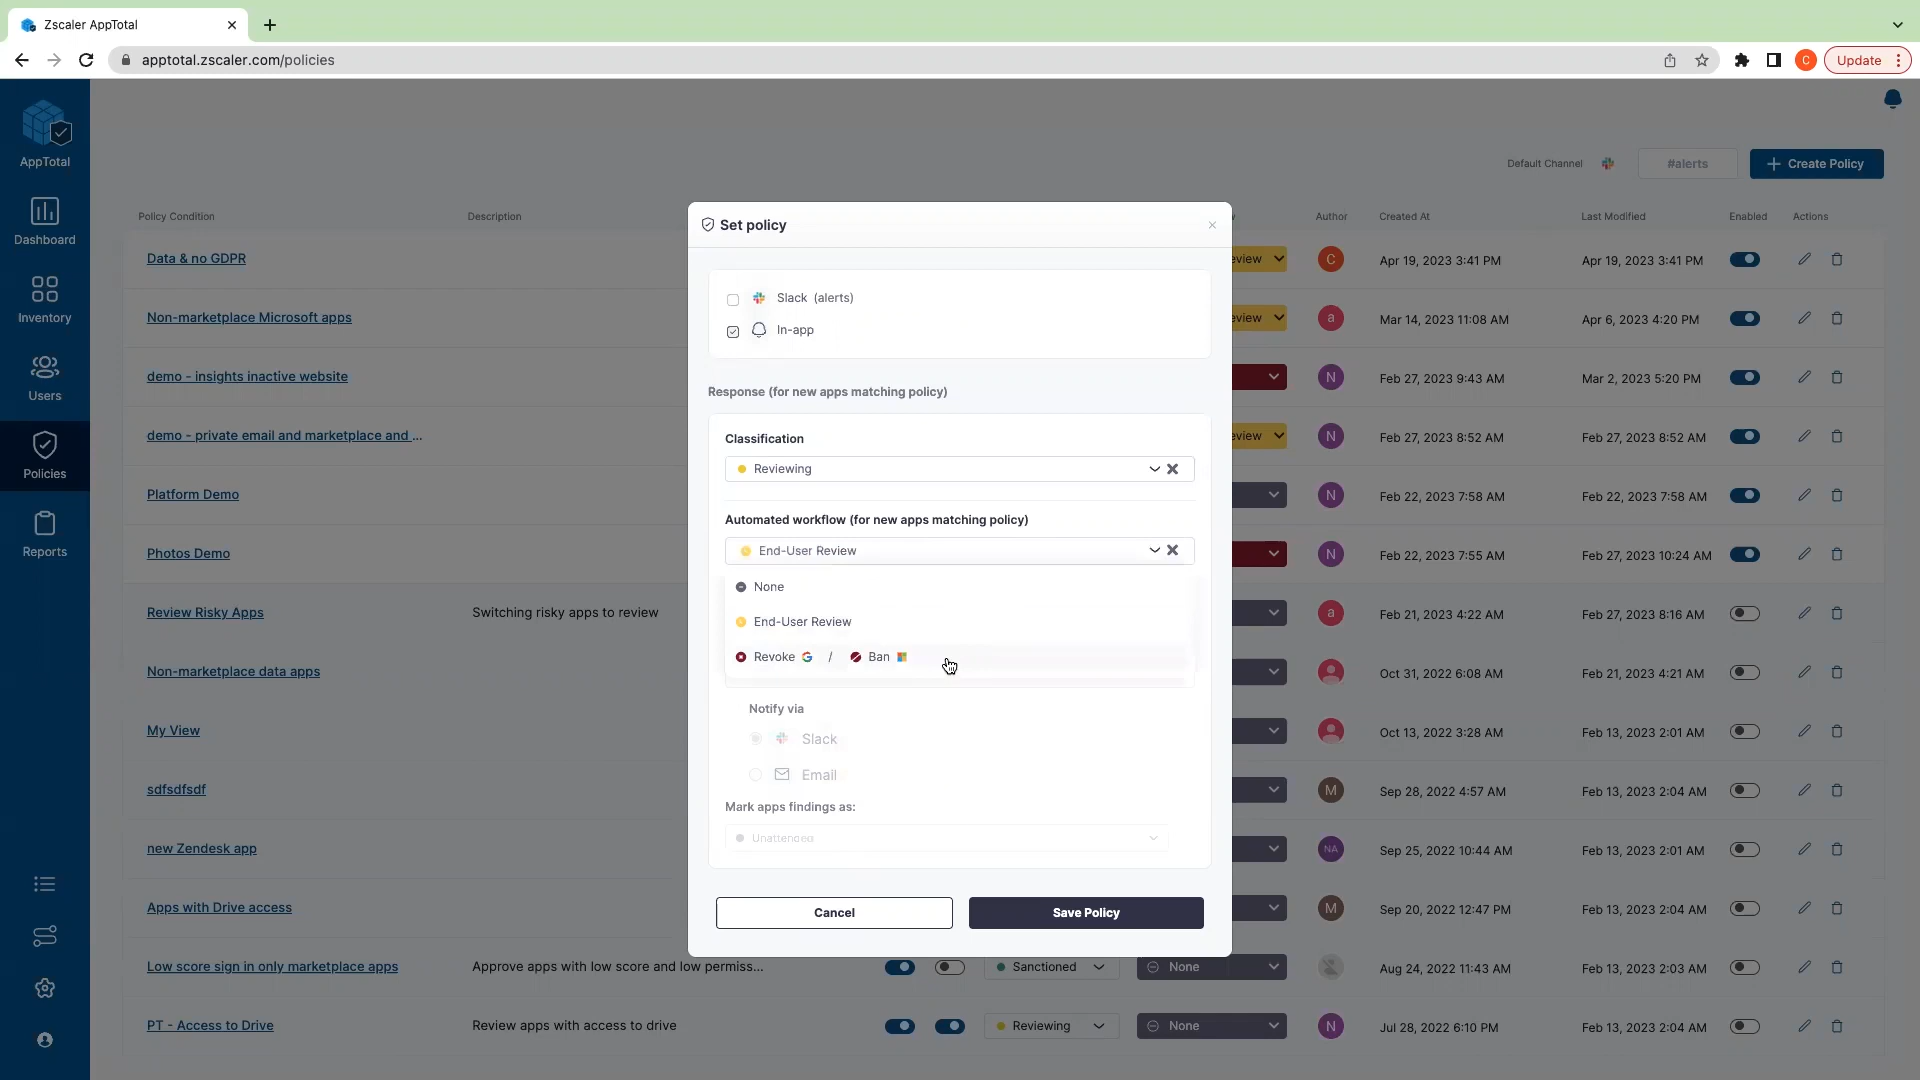 Zscaler AppTotal
apptotal.zscaler.com/policies
C
Update
AppTotal
Dashboard
Inventory
Users
Policies
Reports
Default Channel
#alerts
Create Policy
Policy Condition
Description
Author
Created At
Last Modified
Enabled
Actions
Data & no GDPR
eview
C
Apr 19, 2023 3:41 PM
Apr 19, 2023 3:41 PM
Non-marketplace Microsoft apps
eview
a
Mar 14, 2023 11:08 AM
Apr 6, 2023 4:20 PM
demo - insights inactive website
N
Feb 27, 2023 9:43 AM
Mar 2, 2023 5:20 PM
demo - private email and marketplace and ...
eview
N
Feb 27, 2023 8:52 AM
Feb 27, 2023 8:52 AM
Platform Demo
N
Feb 22, 2023 7:58 AM
Feb 22, 2023 7:58 AM
Photos Demo
N
Feb 22, 2023 7:55 AM
Feb 27, 2023 10:24 AM
Review Risky Apps
Switching risky apps to review
a
Feb 21, 2023 4:22 AM
Feb 27, 2023 8:16 AM
Non-marketplace data apps
Oct 31, 2022 6:08 AM
Feb 21, 2023 4:21 AM
My View
Oct 13, 2022 3:28 AM
Feb 13, 2023 2:01 AM
sdfsdfsdf
M
Sep 28, 2022 4:57 AM
Feb 13, 2023 2:04 AM
new Zendesk app
NA
Sep 25, 2022 10:44 AM
Feb 13, 2023 2:01 AM
Apps with Drive access
M
Sep 20, 2022 12:47 PM
Feb 13, 2023 2:04 AM
Low score sign in only marketplace apps
Approve apps with low score and low permiss...
Sanctioned
None
Aug 24, 2022 11:43 AM
Feb 13, 2023 2:03 AM
PT - Access to Drive
Review apps with access to drive
Reviewing
None
N
Jul 28, 2022 6:10 PM
Feb 13, 2023 2:04 AM
Set policy
Slack (alerts)
In-app
Response (for new apps matching policy)
Classification
Reviewing
Automated workflow (for new apps matching policy)
End-User Review
None
End-User Review
Revoke / Ban
Notify via
Slack
Email
Mark apps findings as:
Unattended
Cancel
Save Policy